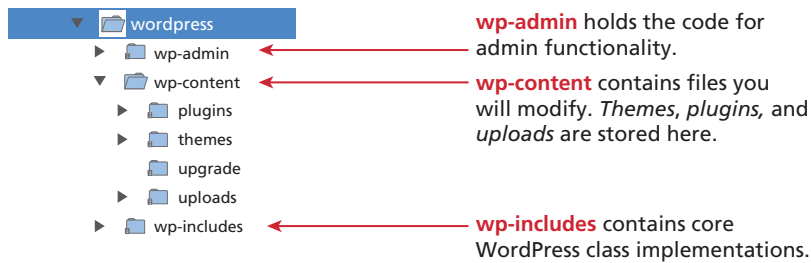 wordpress
wp-admin
wp-content
plugins
themes
upgrade
uploads
wp-includes
wp-admin holds the code for
admin functionality.
wp-content contains files you
will modify. Themes, plugins, and
uploads are stored here.
wp-includes contains core
WordPress class implementations.